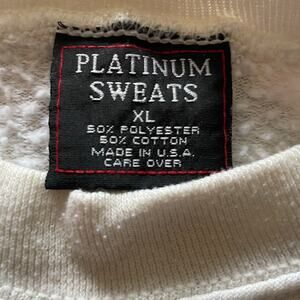 PLATINUM
SWEATS
XL
50% POLYESTER
50% COTTON
MADE IN U.S.A.
CARE OVER